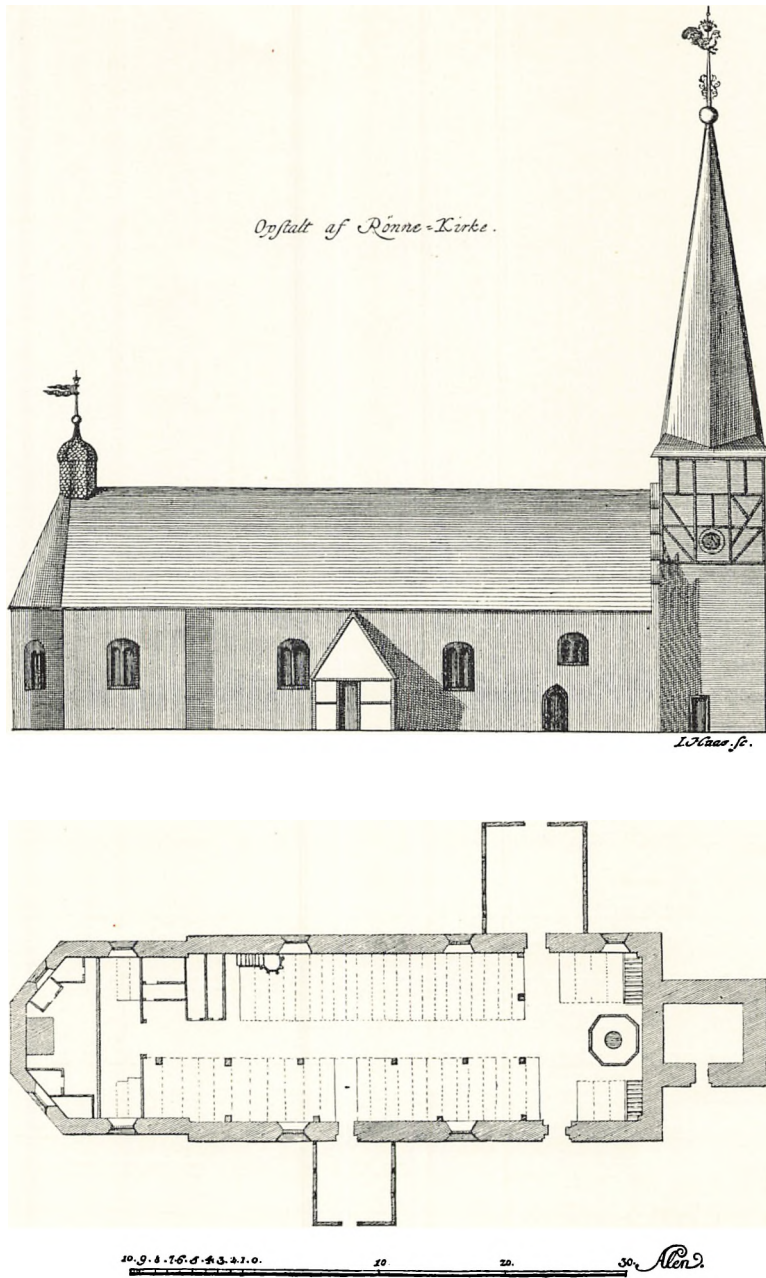 Opstalt af Rönne=Kirke.
I. Haas. sc.
10. 9. 8. 7. 6. 5. 4. 3. 2. 1. 0. 10 20. 30. Alen.